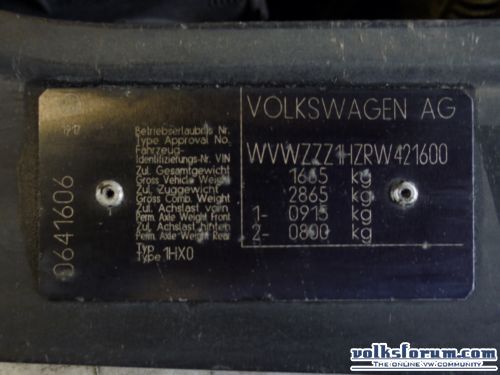 VOLKSWAGEN AG
Betriebserlaubnis Nr.
Type Approval No.
Fahrzeug-
Identifizierungs-Nr. VIN
WVWZZZ1HZRW421600
Zul. Gesamtgewicht
Gross Vehicle Weight
1665 kg
Zul. Zuggewicht
Gross Comb. Weight
2865 kg
Zul. Achslast vorn
Perm. Axle Weight Front
1- 0915 kg
Zul. Achslast hinten
Perm. Axle Weight Rear
2- 0800 kg
Typ
Type 1HX0
0641606
volksforum.com
THE ONLINE VW COMMUNITY